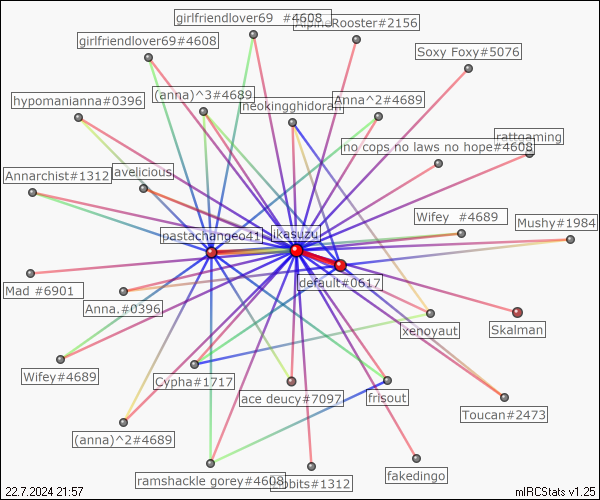 girlfriendlover69 #4608
AlpineRooster#2156
girlfriendlover69#4608
Soxy Foxy#5076
(anna)^3#4689
hypomanianna#0396
neokingghidorah
Anna^2#4689
rattgaming
no cops no laws no hope#4608
avelicious
Annarchist#1312
Wifey #4689
Mushy#1984
ikasuzu
pastachange041
default#0617
Mad #6901
Anna.#0396
xenoyaut
Skalman
Wifey#4689
Cypha#1717
ace deucy#7097
frisout
Toucan#2473
(anna)^2#4689
ramshackle gorey#4608
#1312
fakedingo
22.7.2024 21:57
mIRCStats v1.25